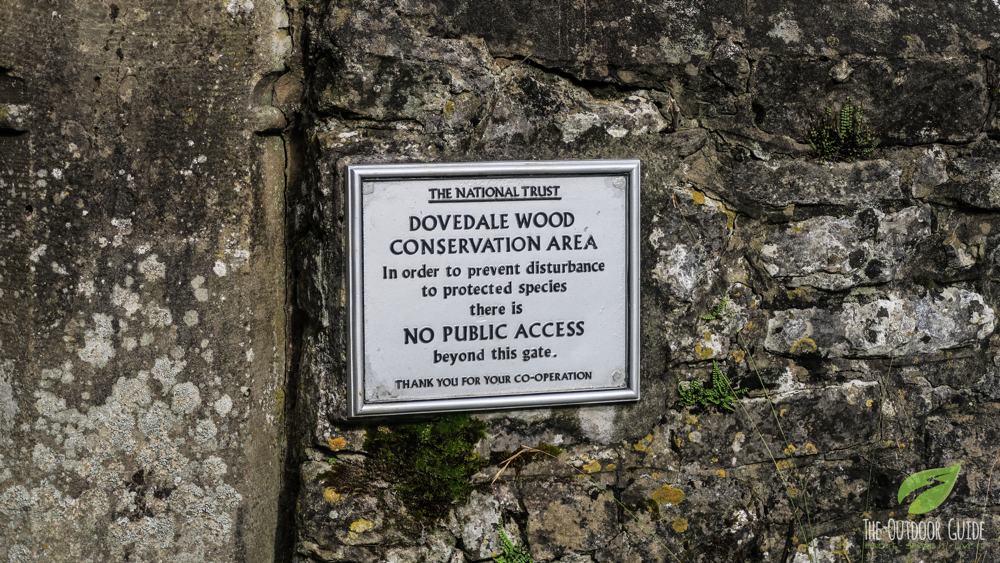 THE NATIONAL TRUST
DOVEDALE WOOD
CONSERVATION AREA
In order to prevent disturbance
to protected species
there is
NO PUBLIC ACCESS
beyond this gate.
THANK YOU FOR YOUR CO-OPERATION
THE OUTDOOR GUIDE